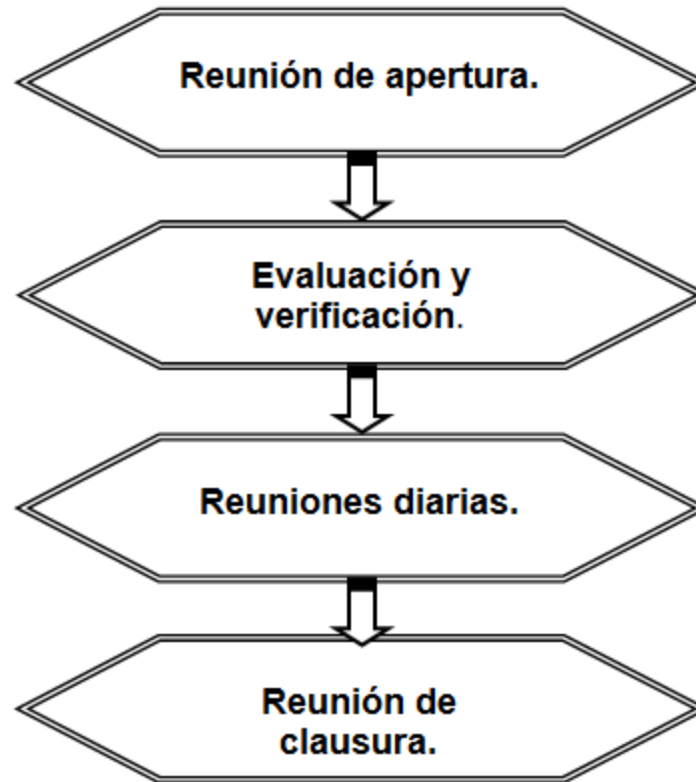 Reunión de apertura.
Evaluación y
verificación.
Reuniones diarias.
Reunión de
clausura.